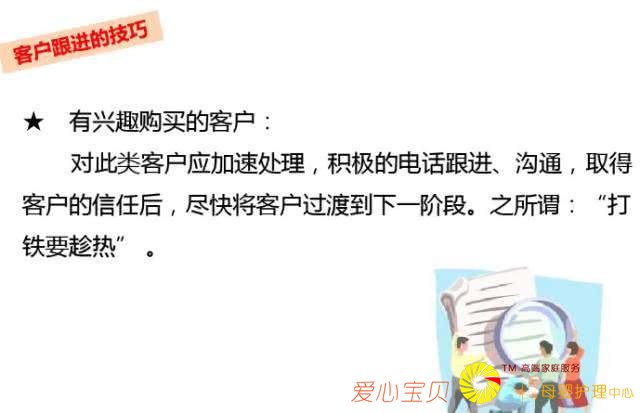 客户跟进的技巧
★ 有兴趣购买的客户：
对此类客户应加速处理，积极的电话跟进、沟通，取得
客户的信任后，尽快将客户过渡到下一阶段。之所谓：“打
铁要趁热”。
TM 高端家庭服务
爱心宝贝
母婴护理中心